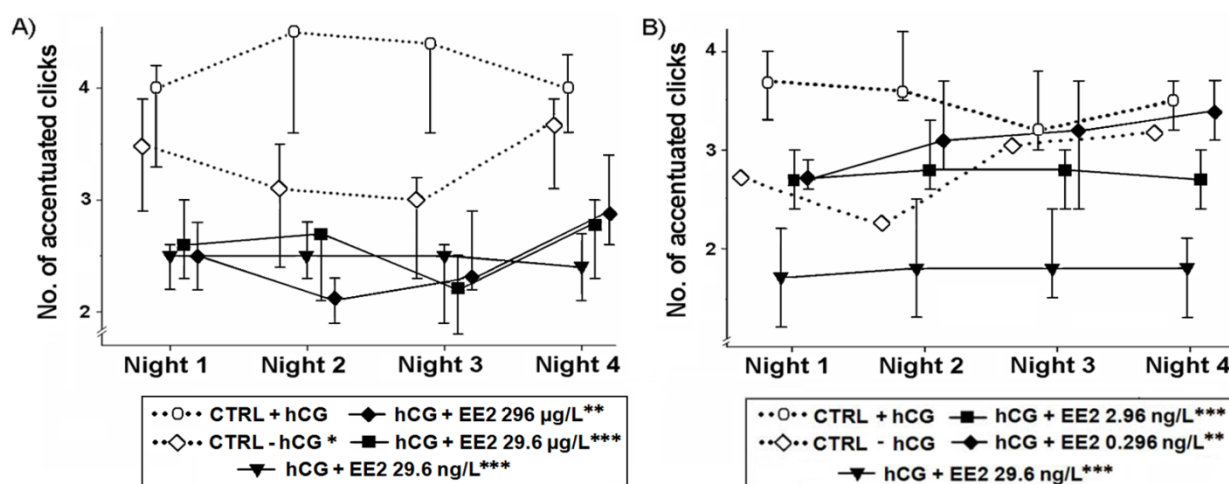 A)
No. of accentuated clicks
4
3
2
Night 1 Night 2 Night 3 Night 4
CTRL + hCG hCG + EE2 296 µg/L**
CTRL - hCG * hCG + EE2 29.6 µg/L***
hCG + EE2 29.6 ng/L***
B)
No. of accentuated clicks
4
3
2
Night 1 Night 2 Night 3 Night 4
CTRL + hCG hCG + EE2 2.96 ng/L***
CTRL - hCG hCG + EE2 0.296 ng/L**
hCG + EE2 29.6 ng/L***